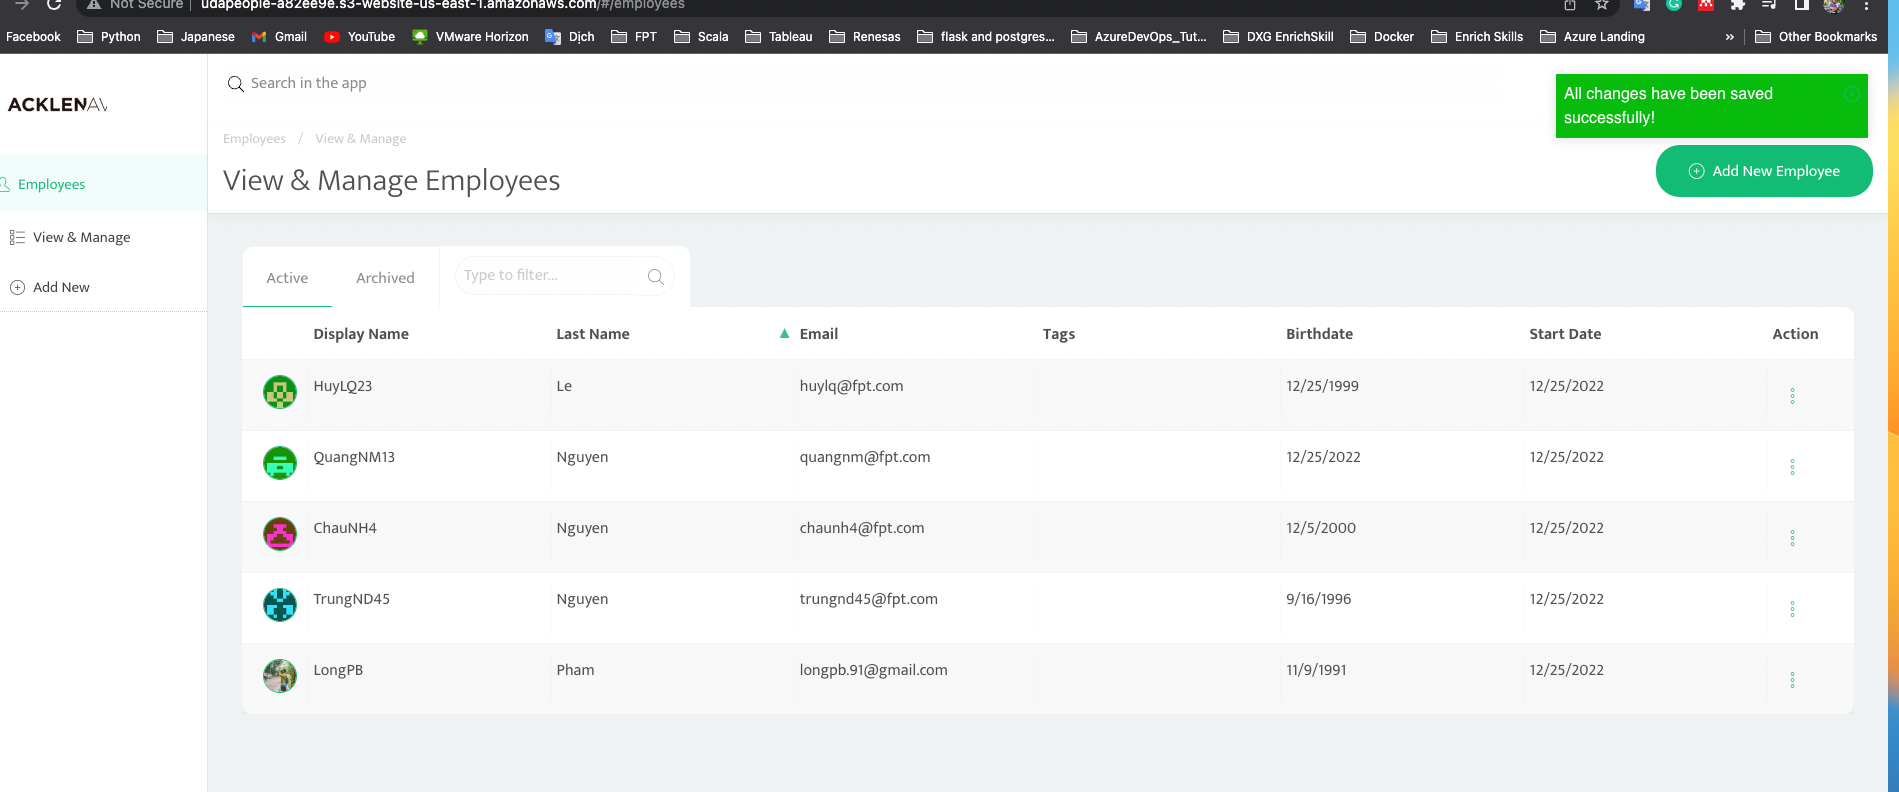 Not Secure | udapeople-a82ee9e.s3-website-us-east-1.amazonaws.com/#/employees
Facebook Python Japanese Gmail YouTube VMware Horizon Dịch FPT Scala Tableau Renesas flask and postgres... AzureDevOps_Tut... DXG EnrichSkill Docker Enrich Skills Azure Landing » Other Bookmarks
ACKLENAV
Search in the app
All changes have been saved
successfully!
Employees / View & Manage
View & Manage Employees
Add New Employee
Employees
View & Manage
Add New
Active Archived Type to filter...
Display Name Last Name ▲ Email Tags Birthdate Start Date Action
HuyLQ23 Le huylq@fpt.com 12/25/1999 12/25/2022
QuangNM13 Nguyen quangnm@fpt.com 12/25/2022 12/25/2022
ChauNH4 Nguyen chaunh4@fpt.com 12/5/2000 12/25/2022
TrungND45 Nguyen trungnd45@fpt.com 9/16/1996 12/25/2022
LongPB Pham longpb.91@gmail.com 11/9/1991 12/25/2022